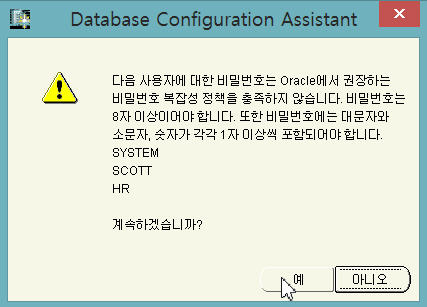 Database Configuration Assistant
다음 사용자에 대한 비밀번호는 Oracle에서 권장하는
비밀번호 복잡성 정책을 충족하지 않습니다. 비밀번호는
8자 이상이어야 합니다. 또한 비밀번호에는 대문자와
소문자, 숫자가 각각 1자 이상씩 포함되어야 합니다.
SYSTEM
SCOTT
HR
계속하겠습니까?
예
아니오